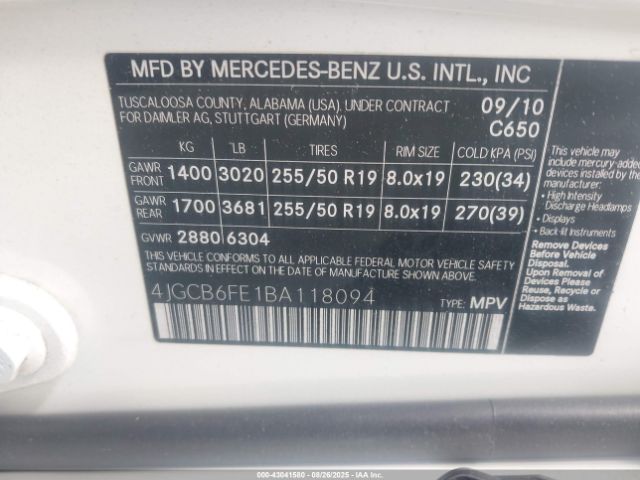 MFD BY MERCEDES-BENZ U.S. INTL., INC
TUSCALOOSA COUNTY, ALABAMA (USA). UNDER CONTRACT
FOR DAIMLER AG, STUTTGART (GERMANY)
09/10
C650
KG LB TIRES RIM SIZE COLD KPA (PSI)
GAWR FRONT 1400 3020 255/50 R19 8.0x19 230(34)
GAWR REAR 1700 3681 255/50 R19 8.0x19 270(39)
GVWR 2880 6304
THIS VEHICLE CONFORMS TO ALL APPLICABLE FEDERAL MOTOR VEHICLE SAFETY
STANDARDS IN EFFECT ON THE DATE OF MANUFACTURE SHOWN ABOVE.
4JGCB6FE1BA118094
TYPE: MPV
This vehicle may
include mercury-added
devices installed by the
manufacturer:
• High Intensity
Discharge Headlamps
• Displays
• Back-lit Instruments
Remove Devices
Before Vehicle
Disposal.
Upon Removal of
Devices Please
Reuse, Recycle or
Dispose as
Hazardous Waste.
000-43041580 - 08/26/2025 - IAAI.COM